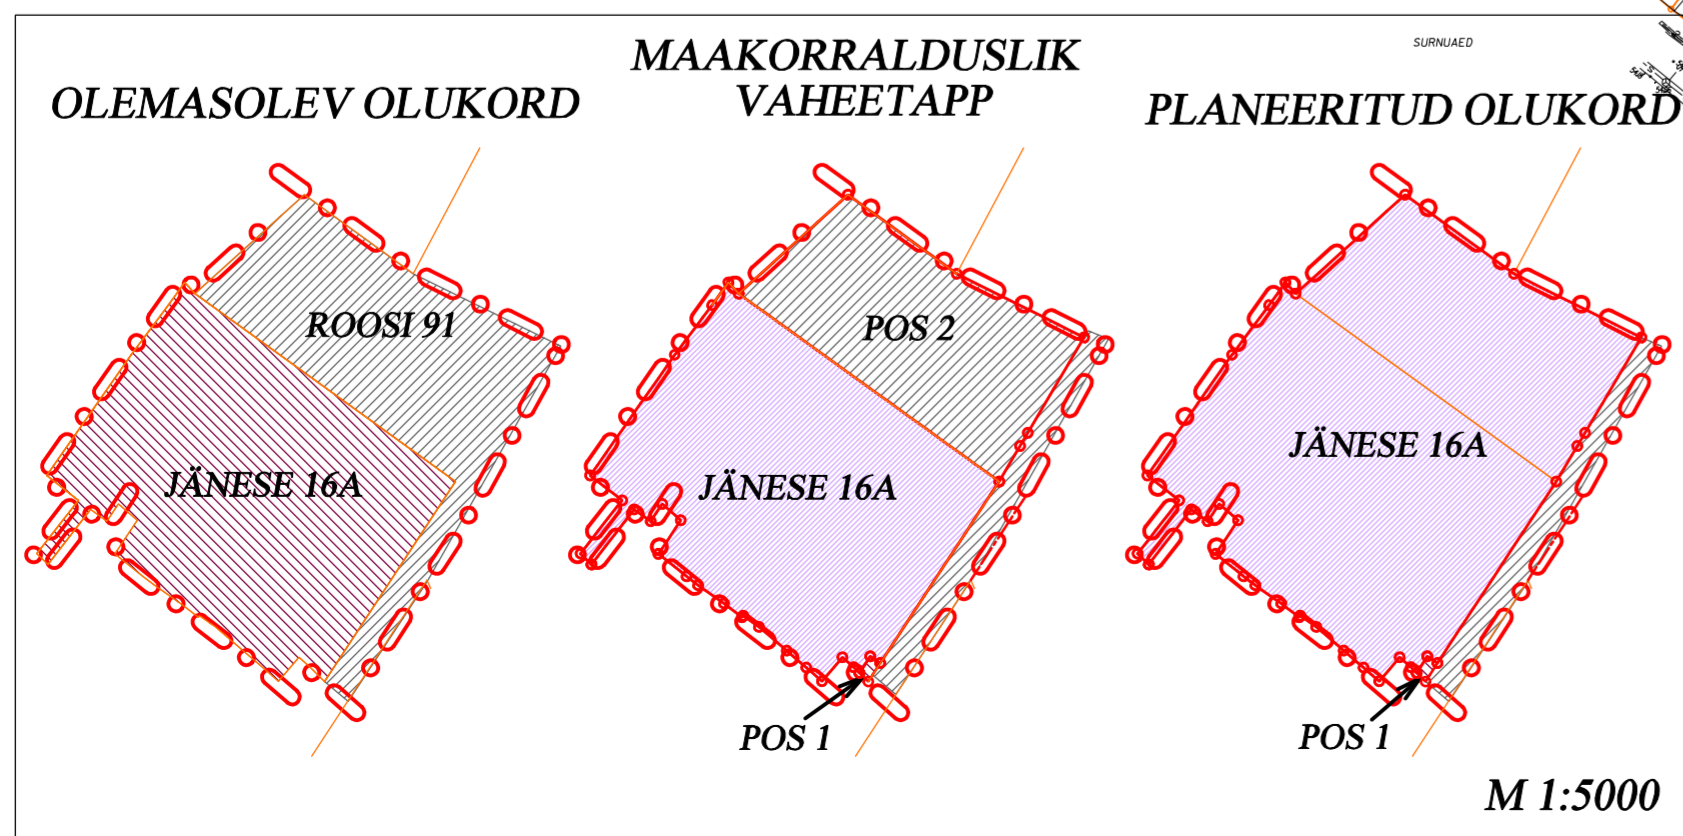 SURNUAED
OLEMASOLEV OLUKORD
MAAKORRALDUSLIK
VAHEETAPP
PLANEERITUD OLUKORD
ROOSI 91
JÄNESE 16A
POS 2
JÄNESE 16A
POS 1
JÄNESE 16A
POS 1
M 1:5000